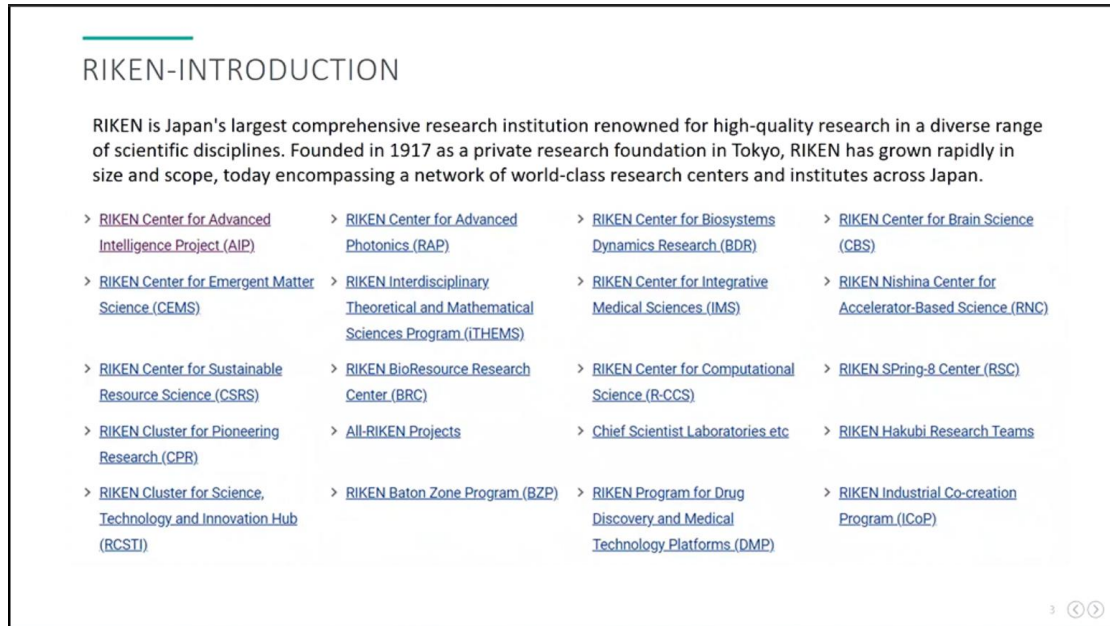 RIKEN-INTRODUCTION
RIKEN is Japan's largest comprehensive research institution renowned for high-quality research in a diverse range
of scientific disciplines. Founded in 1917 as a private research foundation in Tokyo, RIKEN has grown rapidly in
size and scope, today encompassing a network of world-class research centers and institutes across Japan.
> RIKEN Center for Advanced
Intelligence Project (AIP)
> RIKEN Center for Advanced
Photonics (RAP)
> RIKEN Center for Biosystems
Dynamics Research (BDR)
> RIKEN Center for Brain Science
(CBS)
> RIKEN Center for Emergent Matter
Science (CEMS)
> RIKEN Interdisciplinary
Theoretical and Mathematical
Sciences Program (iTHEMS)
> RIKEN Center for Integrative
Medical Sciences (IMS)
> RIKEN Nishina Center for
Accelerator-Based Science (RNC)
> RIKEN Center for Sustainable
Resource Science (CSRS)
> RIKEN BioResource Research
Center (BRC)
> RIKEN Center for Computational
Science (R-CCS)
> RIKEN SPring-8 Center (RSC)
> RIKEN Cluster for Pioneering
Research (CPR)
> All-RIKEN Projects
> Chief Scientist Laboratories etc
> RIKEN Hakubi Research Teams
> RIKEN Cluster for Science,
Technology and Innovation Hub
(RCSTI)
> RIKEN Baton Zone Program (BZP)
> RIKEN Program for Drug
Discovery and Medical
Technology Platforms (DMP)
> RIKEN Industrial Co-creation
Program (ICoP)
3